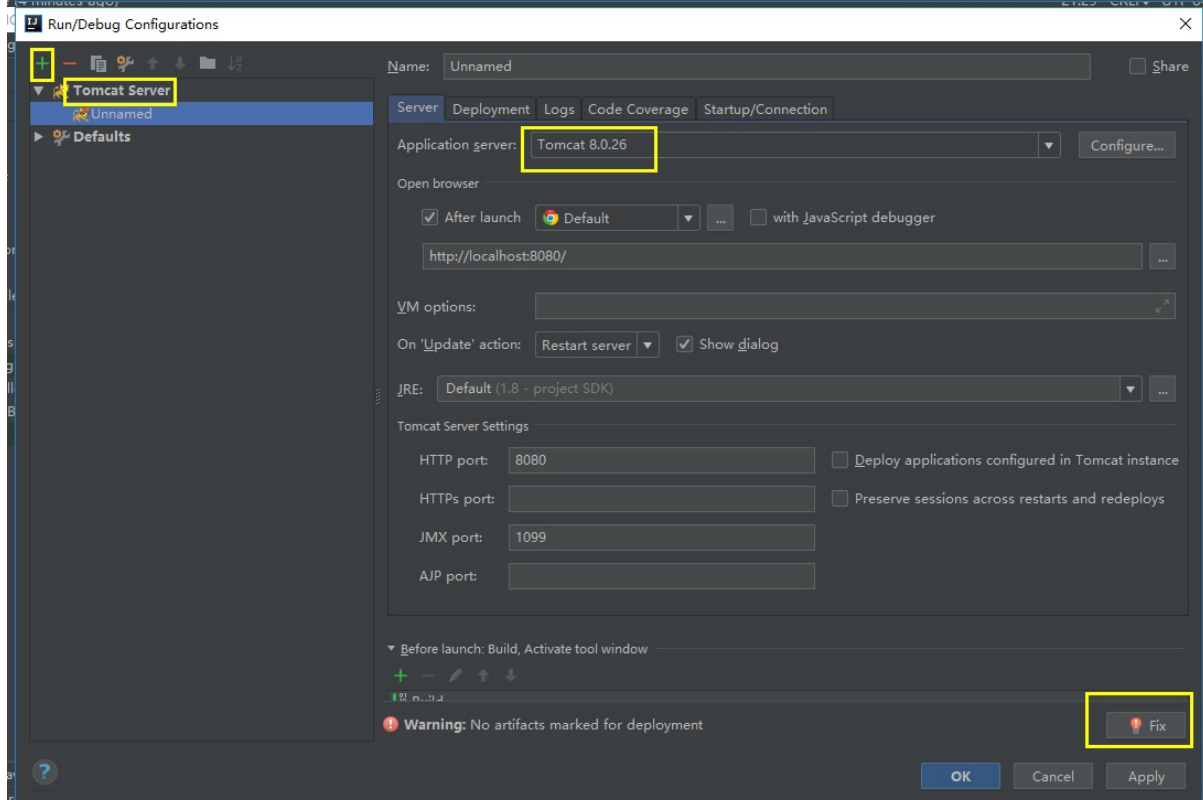 (4 minutes ago)
Run/Debug Configurations
Name: Unnamed Share
Tomcat Server
Unnamed
Defaults
Server Deployment Logs Code Coverage Startup/Connection
Application server: Tomcat 8.0.26 Configure...
Open browser
After launch Default ... with JavaScript debugger
http://localhost:8080/ ...
VM options:
On 'Update' action: Restart server Show dialog
JRE: Default (1.8 - project SDK) ...
Tomcat Server Settings
HTTP port: 8080 Deploy applications configured in Tomcat instance
HTTPs port: Preserve sessions across restarts and redeploys
JMX port: 1099
AJP port:
Before launch: Build, Activate tool window
Build
Warning: No artifacts marked for deployment Fix
? OK Cancel Apply